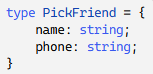 type PickFriend = {
    name: string;
    phone: string;
}